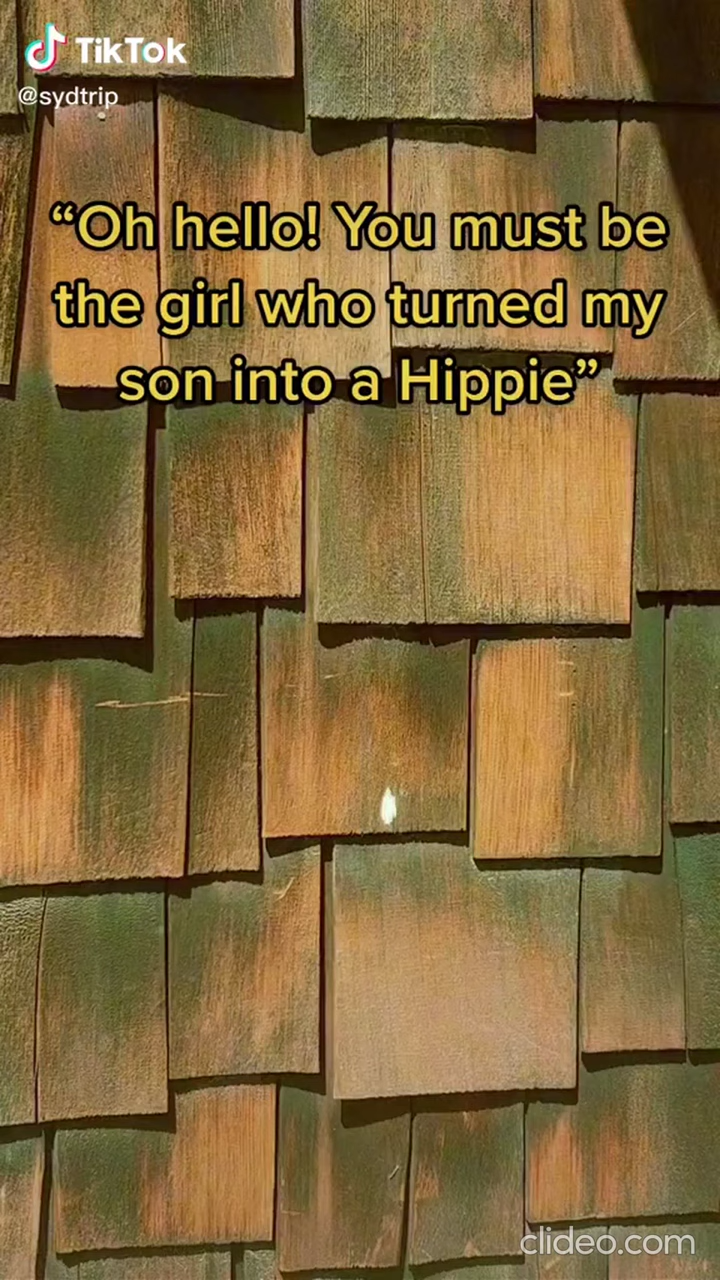 TikTok
@sydtrip
“Oh hello! You must be
the girl who turned my
son into a Hippie”
clideo.com